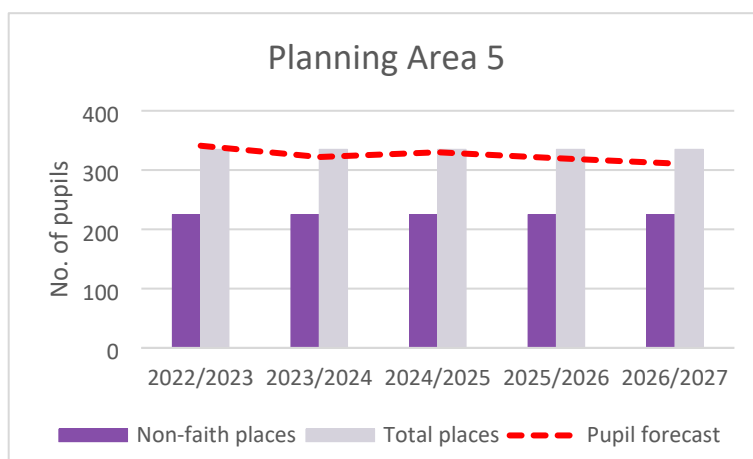 Planning Area 5
No. of pupils
400
300
200
100
0
2022/2023 2023/2024 2024/2025 2025/2026 2026/2027
Non-faith places Total places Pupil forecast